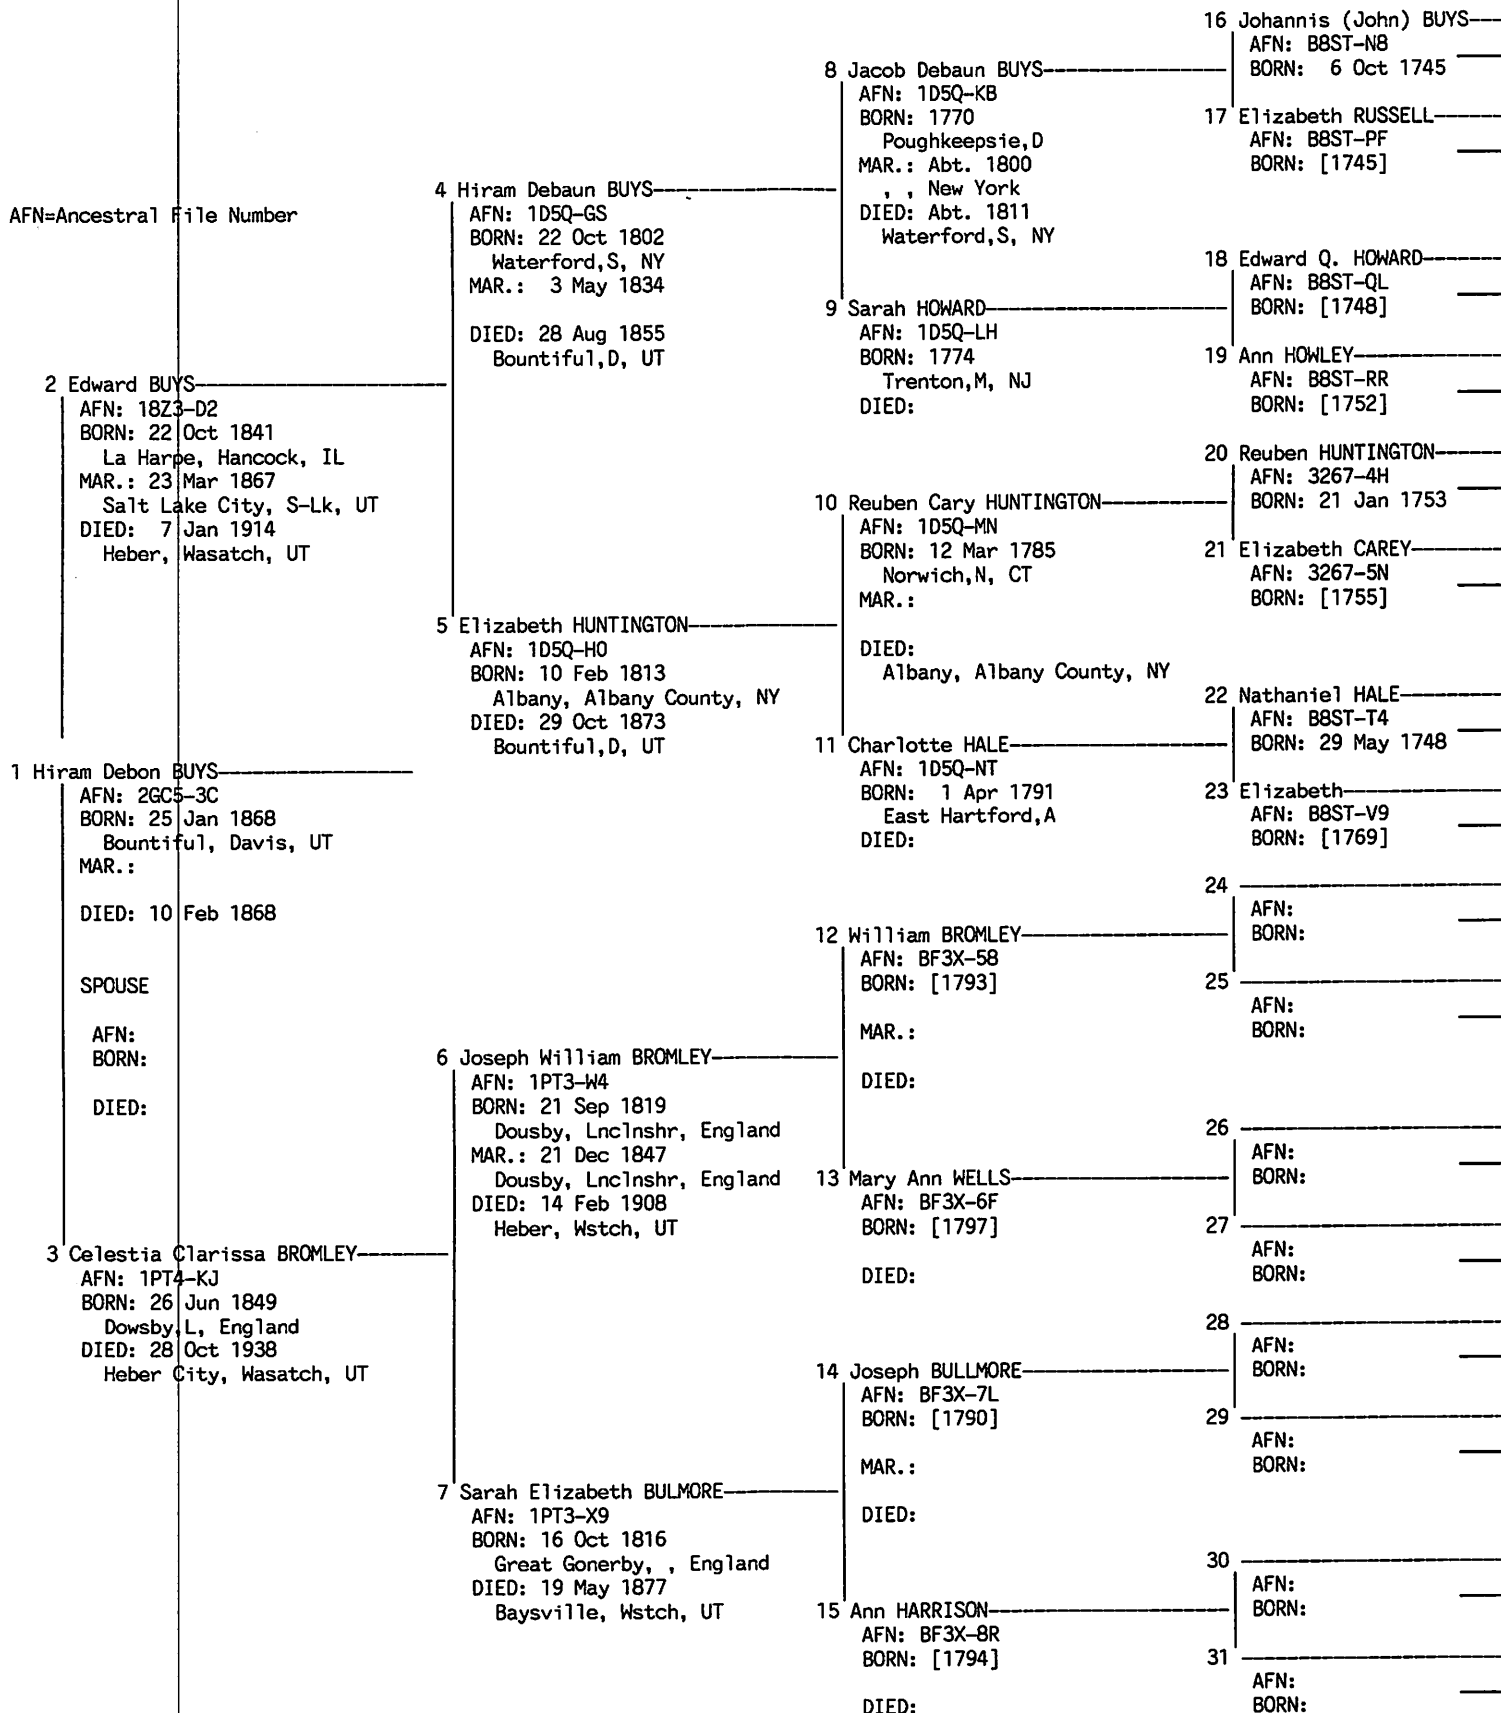 AFN=Ancestral File Number
1 Hiram Debon BUYS
AFN: 2GC5-3C
BORN: 25 Jan 1868
Bountiful, Davis, UT
MAR.:
DIED: 10 Feb 1868
SPOUSE
AFN:
BORN:
DIED:
2 Edward BUYS
AFN: 18Z3-D2
BORN: 22 Oct 1841
La Harpe, Hancock, IL
MAR.: 23 Mar 1867
Salt Lake City, S-Lk, UT
DIED: 7 Jan 1914
Heber, Wasatch, UT
3 Celestia Clarissa BROMLEY
AFN: 1PT4-KJ
BORN: 26 Jun 1849
Dowsby,L, England
DIED: 28 Oct 1938
Heber City, Wasatch, UT
4 Hiram Debaun BUYS
AFN: 1D5Q-GS
BORN: 22 Oct 1802
Waterford,S, NY
MAR.: 3 May 1834
DIED: 28 Aug 1855
Bountiful,D, UT
5 Elizabeth HUNTINGTON
AFN: 1D5Q-H0
BORN: 10 Feb 1813
Albany, Albany County, NY
DIED: 29 Oct 1873
Bountiful,D, UT
6 Joseph William BROMLEY
AFN: 1PT3-W4
BORN: 21 Sep 1819
Dousby, Lnclnshr, England
MAR.: 21 Dec 1847
Dousby, Lnclnshr, England
DIED: 14 Feb 1908
Heber, Wstch, UT
7 Sarah Elizabeth BULMORE
AFN: 1PT3-X9
BORN: 16 Oct 1816
Great Gonerby, , England
DIED: 19 May 1877
Baysville, Wstch, UT
8 Jacob Debaun BUYS
AFN: 1D5Q-KB
BORN: 1770
Poughkeepsie,D
MAR.: Abt. 1800
, , New York
DIED: Abt. 1811
Waterford,S, NY
9 Sarah HOWARD
AFN: 1D5Q-LH
BORN: 1774
Trenton,M, NJ
DIED:
10 Reuben Cary HUNTINGTON
AFN: 1D5Q-MN
BORN: 12 Mar 1785
Norwich,N, CT
MAR.:
DIED:
Albany, Albany County, NY
11 Charlotte HALE
AFN: 1D5Q-NT
BORN: 1 Apr 1791
East Hartford,A
DIED:
12 William BROMLEY
AFN: BF3X-58
BORN: [1793]
MAR.:
DIED:
13 Mary Ann WELLS
AFN: BF3X-6F
BORN: [1797]
DIED:
14 Joseph BULLMORE
AFN: BF3X-7L
BORN: [1790]
MAR.:
DIED:
15 Ann HARRISON
AFN: BF3X-8R
BORN: [1794]
DIED:
16 Johannis (John) BUYS
AFN: B8ST-N8
BORN: 6 Oct 1745
17 Elizabeth RUSSELL
AFN: B8ST-PF
BORN: [1745]
18 Edward Q. HOWARD
AFN: B8ST-QL
BORN: [1748]
19 Ann HOWLEY
AFN: B8ST-RR
BORN: [1752]
20 Reuben HUNTINGTON
AFN: 3267-4H
BORN: 21 Jan 1753
21 Elizabeth CAREY
AFN: 3267-5N
BORN: [1755]
22 Nathaniel HALE
AFN: B8ST-T4
BORN: 29 May 1748
23 Elizabeth
AFN: B8ST-V9
BORN: [1769]
24
AFN:
BORN:
25
AFN:
BORN:
26
AFN:
BORN:
27
AFN:
BORN:
28
AFN:
BORN:
29
AFN:
BORN:
30
AFN:
BORN:
31
AFN:
BORN: